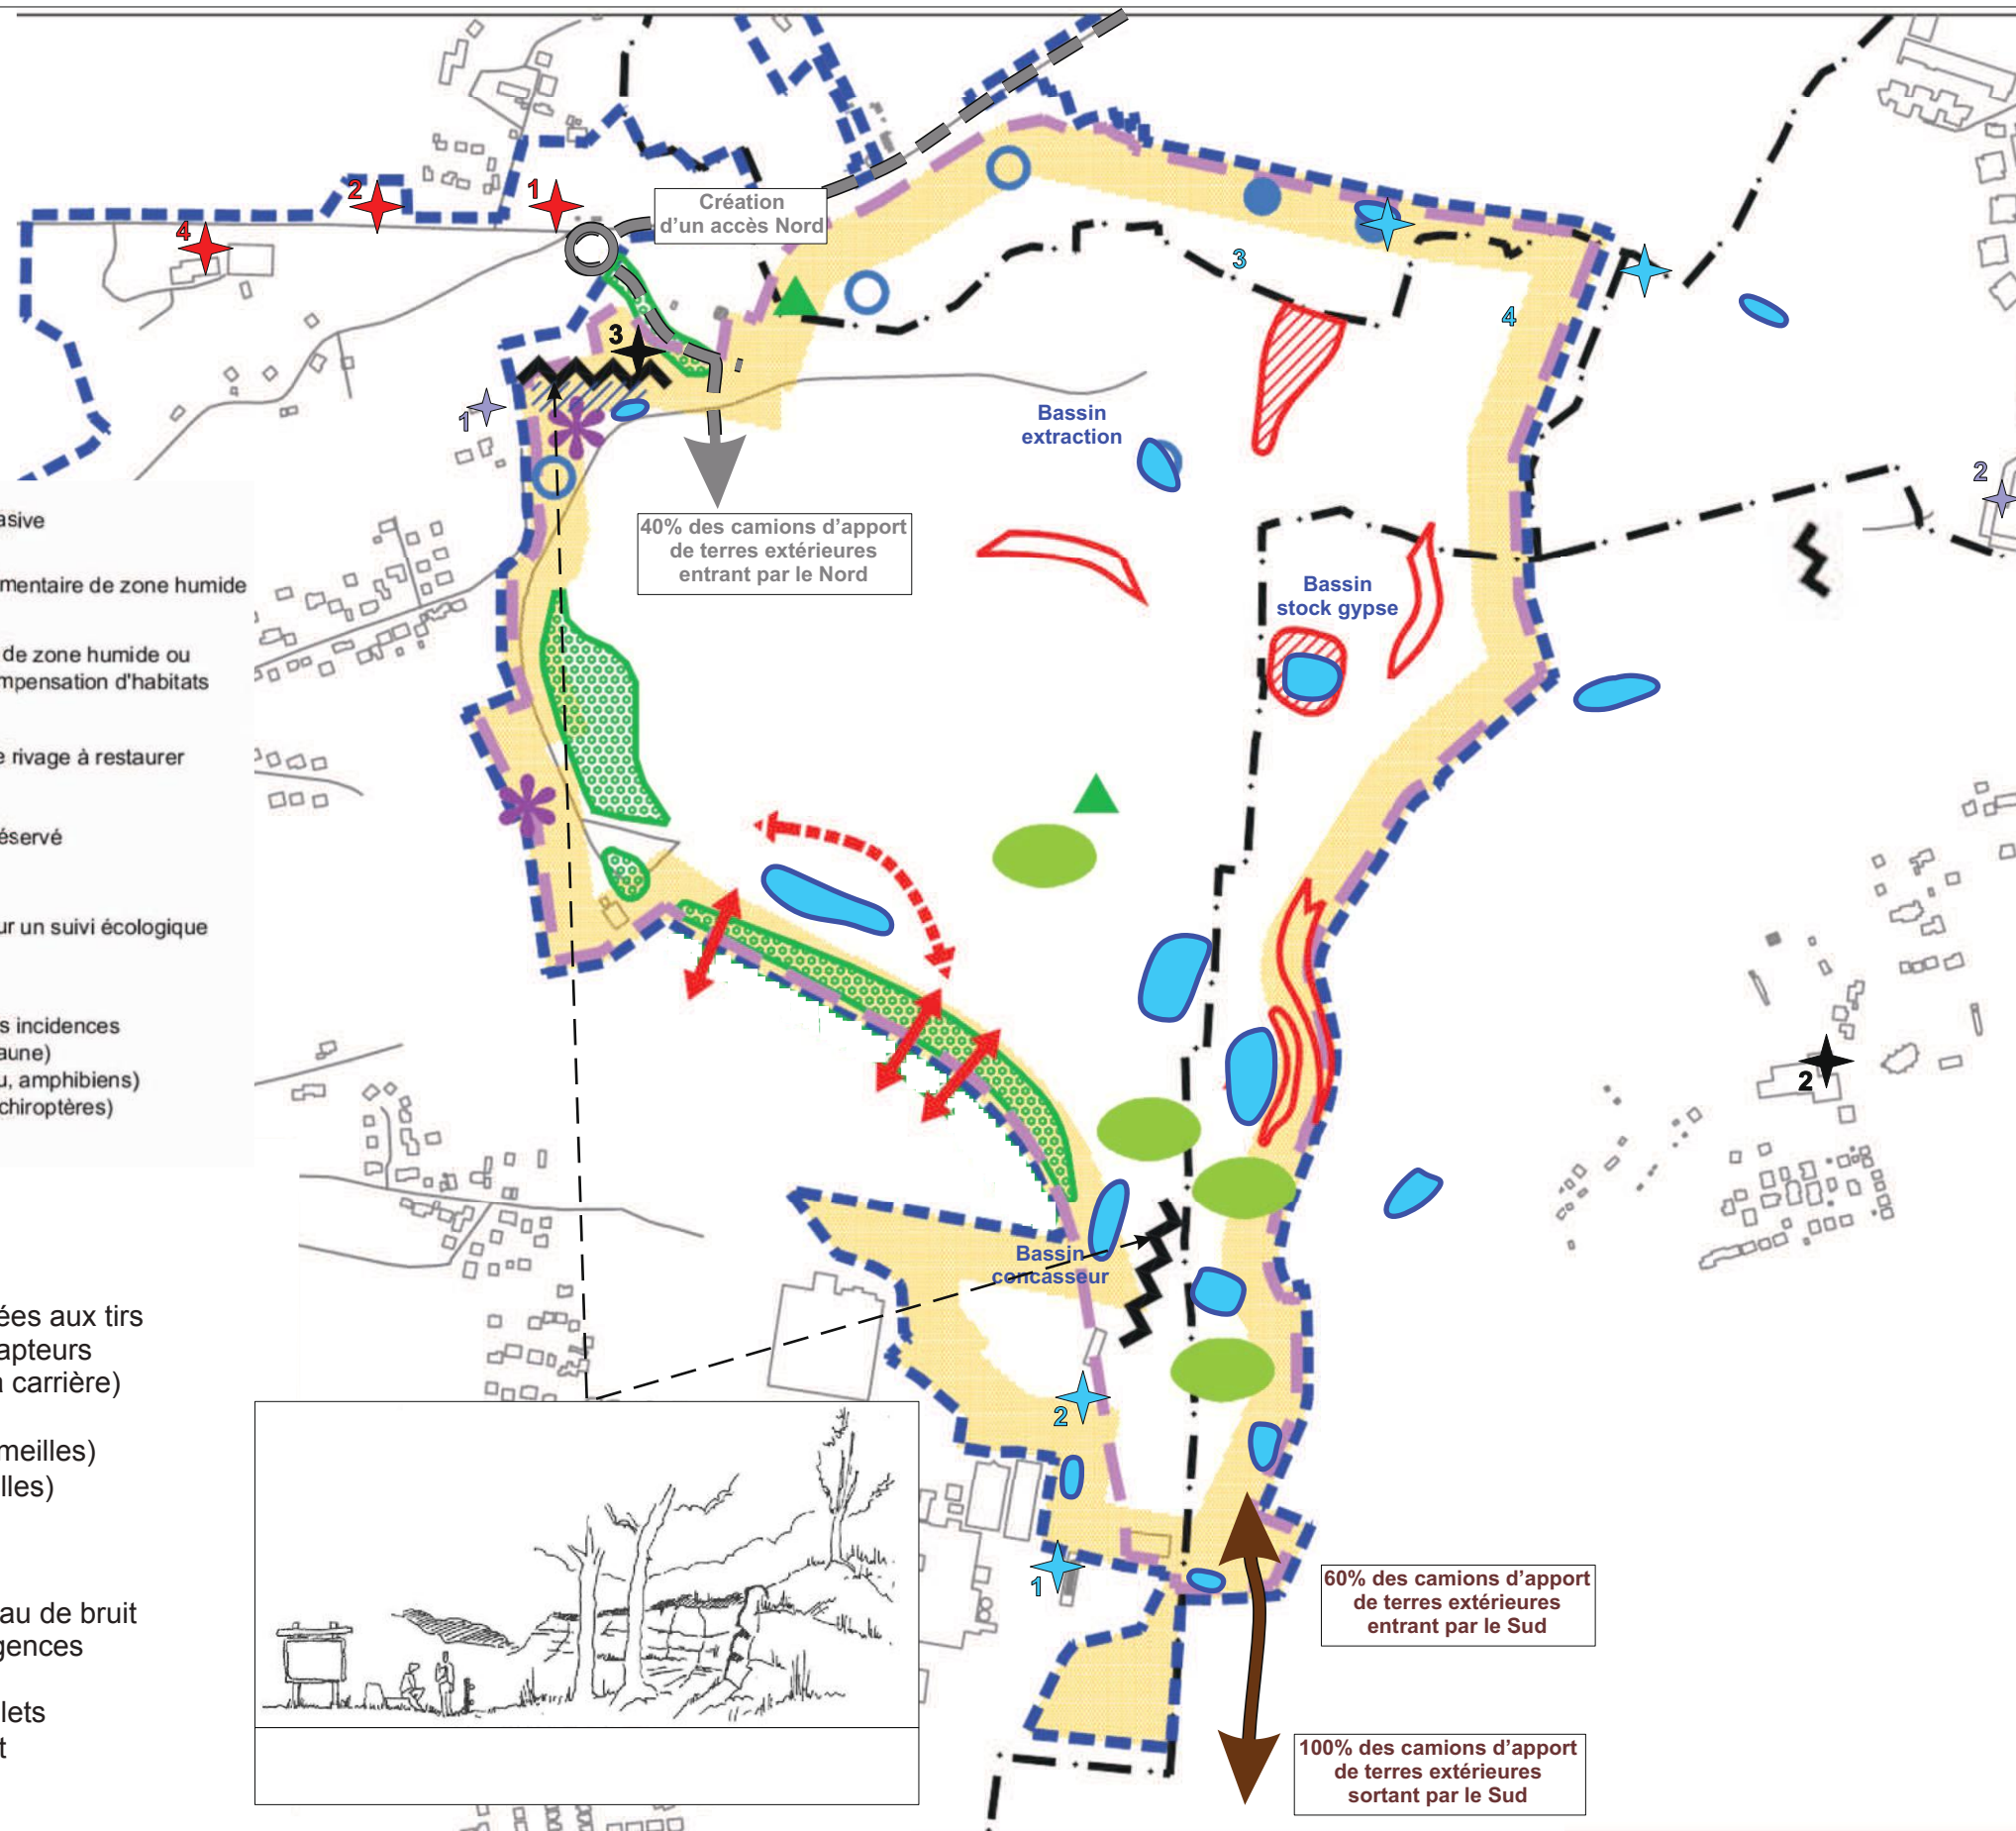 2
1
4
Création
d'un accès Nord
3
4
3
1
Bassin
extraction
2
asive
40% des camions d'apport
de terres extérieures
entrant par le Nord
mentaire de zone humide
Bassin
stock gypse
de zone humide ou
mpensation d'habitats
e rivage à restaurer
éservé
ur un suivi écologique
s incidences
aune)
u, amphibiens)
chiroptères)
2
Bassin
concasseur
ées aux tirs
apteurs
a carrière)
2
meilles)
lles)
1
60% des camions d'apport
de terres extérieures
entrant par le Sud
au de bruit
gences
lets
t
100% des camions d'apport
de terres extérieures
sortant par le Sud